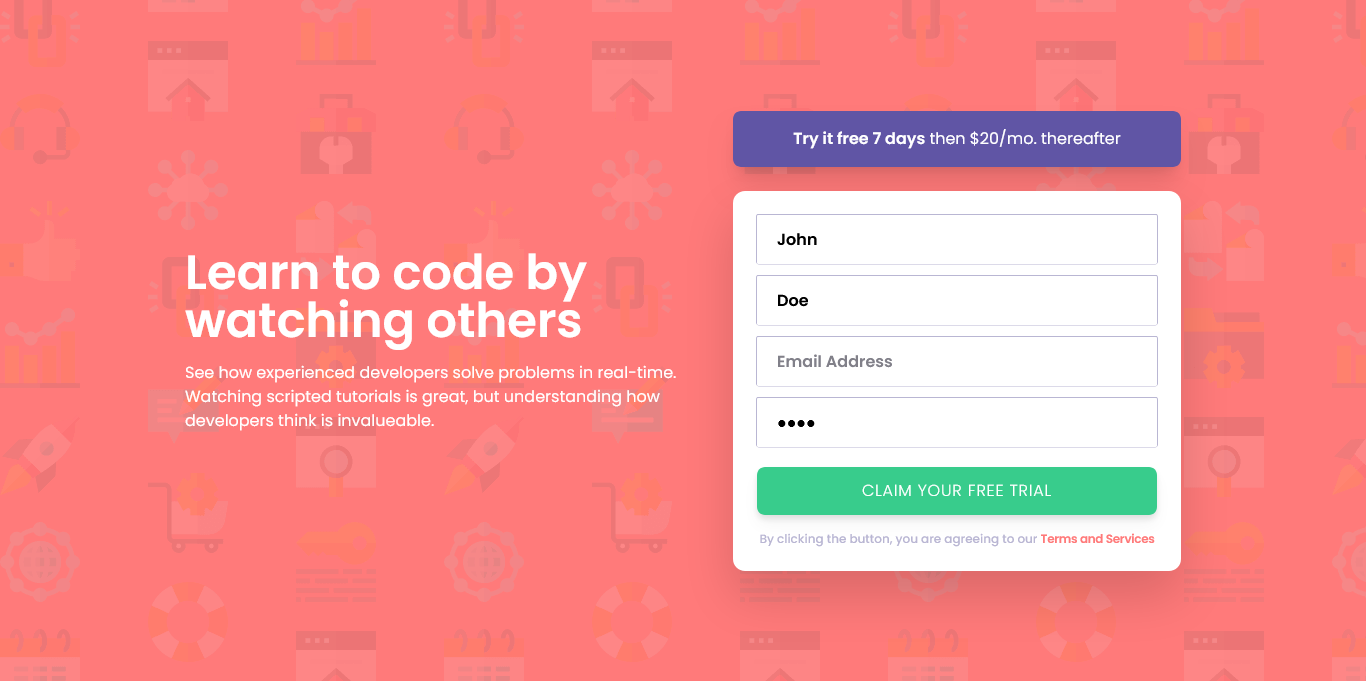 Learn to code by
watching others
See how experienced developers solve problems in real-time.
Watching scripted tutorials is great, but understanding how
developers think is invalueable.
Try it free 7 days then $20/mo. thereafter
John
Doe
Email Address
••••
CLAIM YOUR FREE TRIAL
By clicking the button, you are agreeing to our Terms and Services